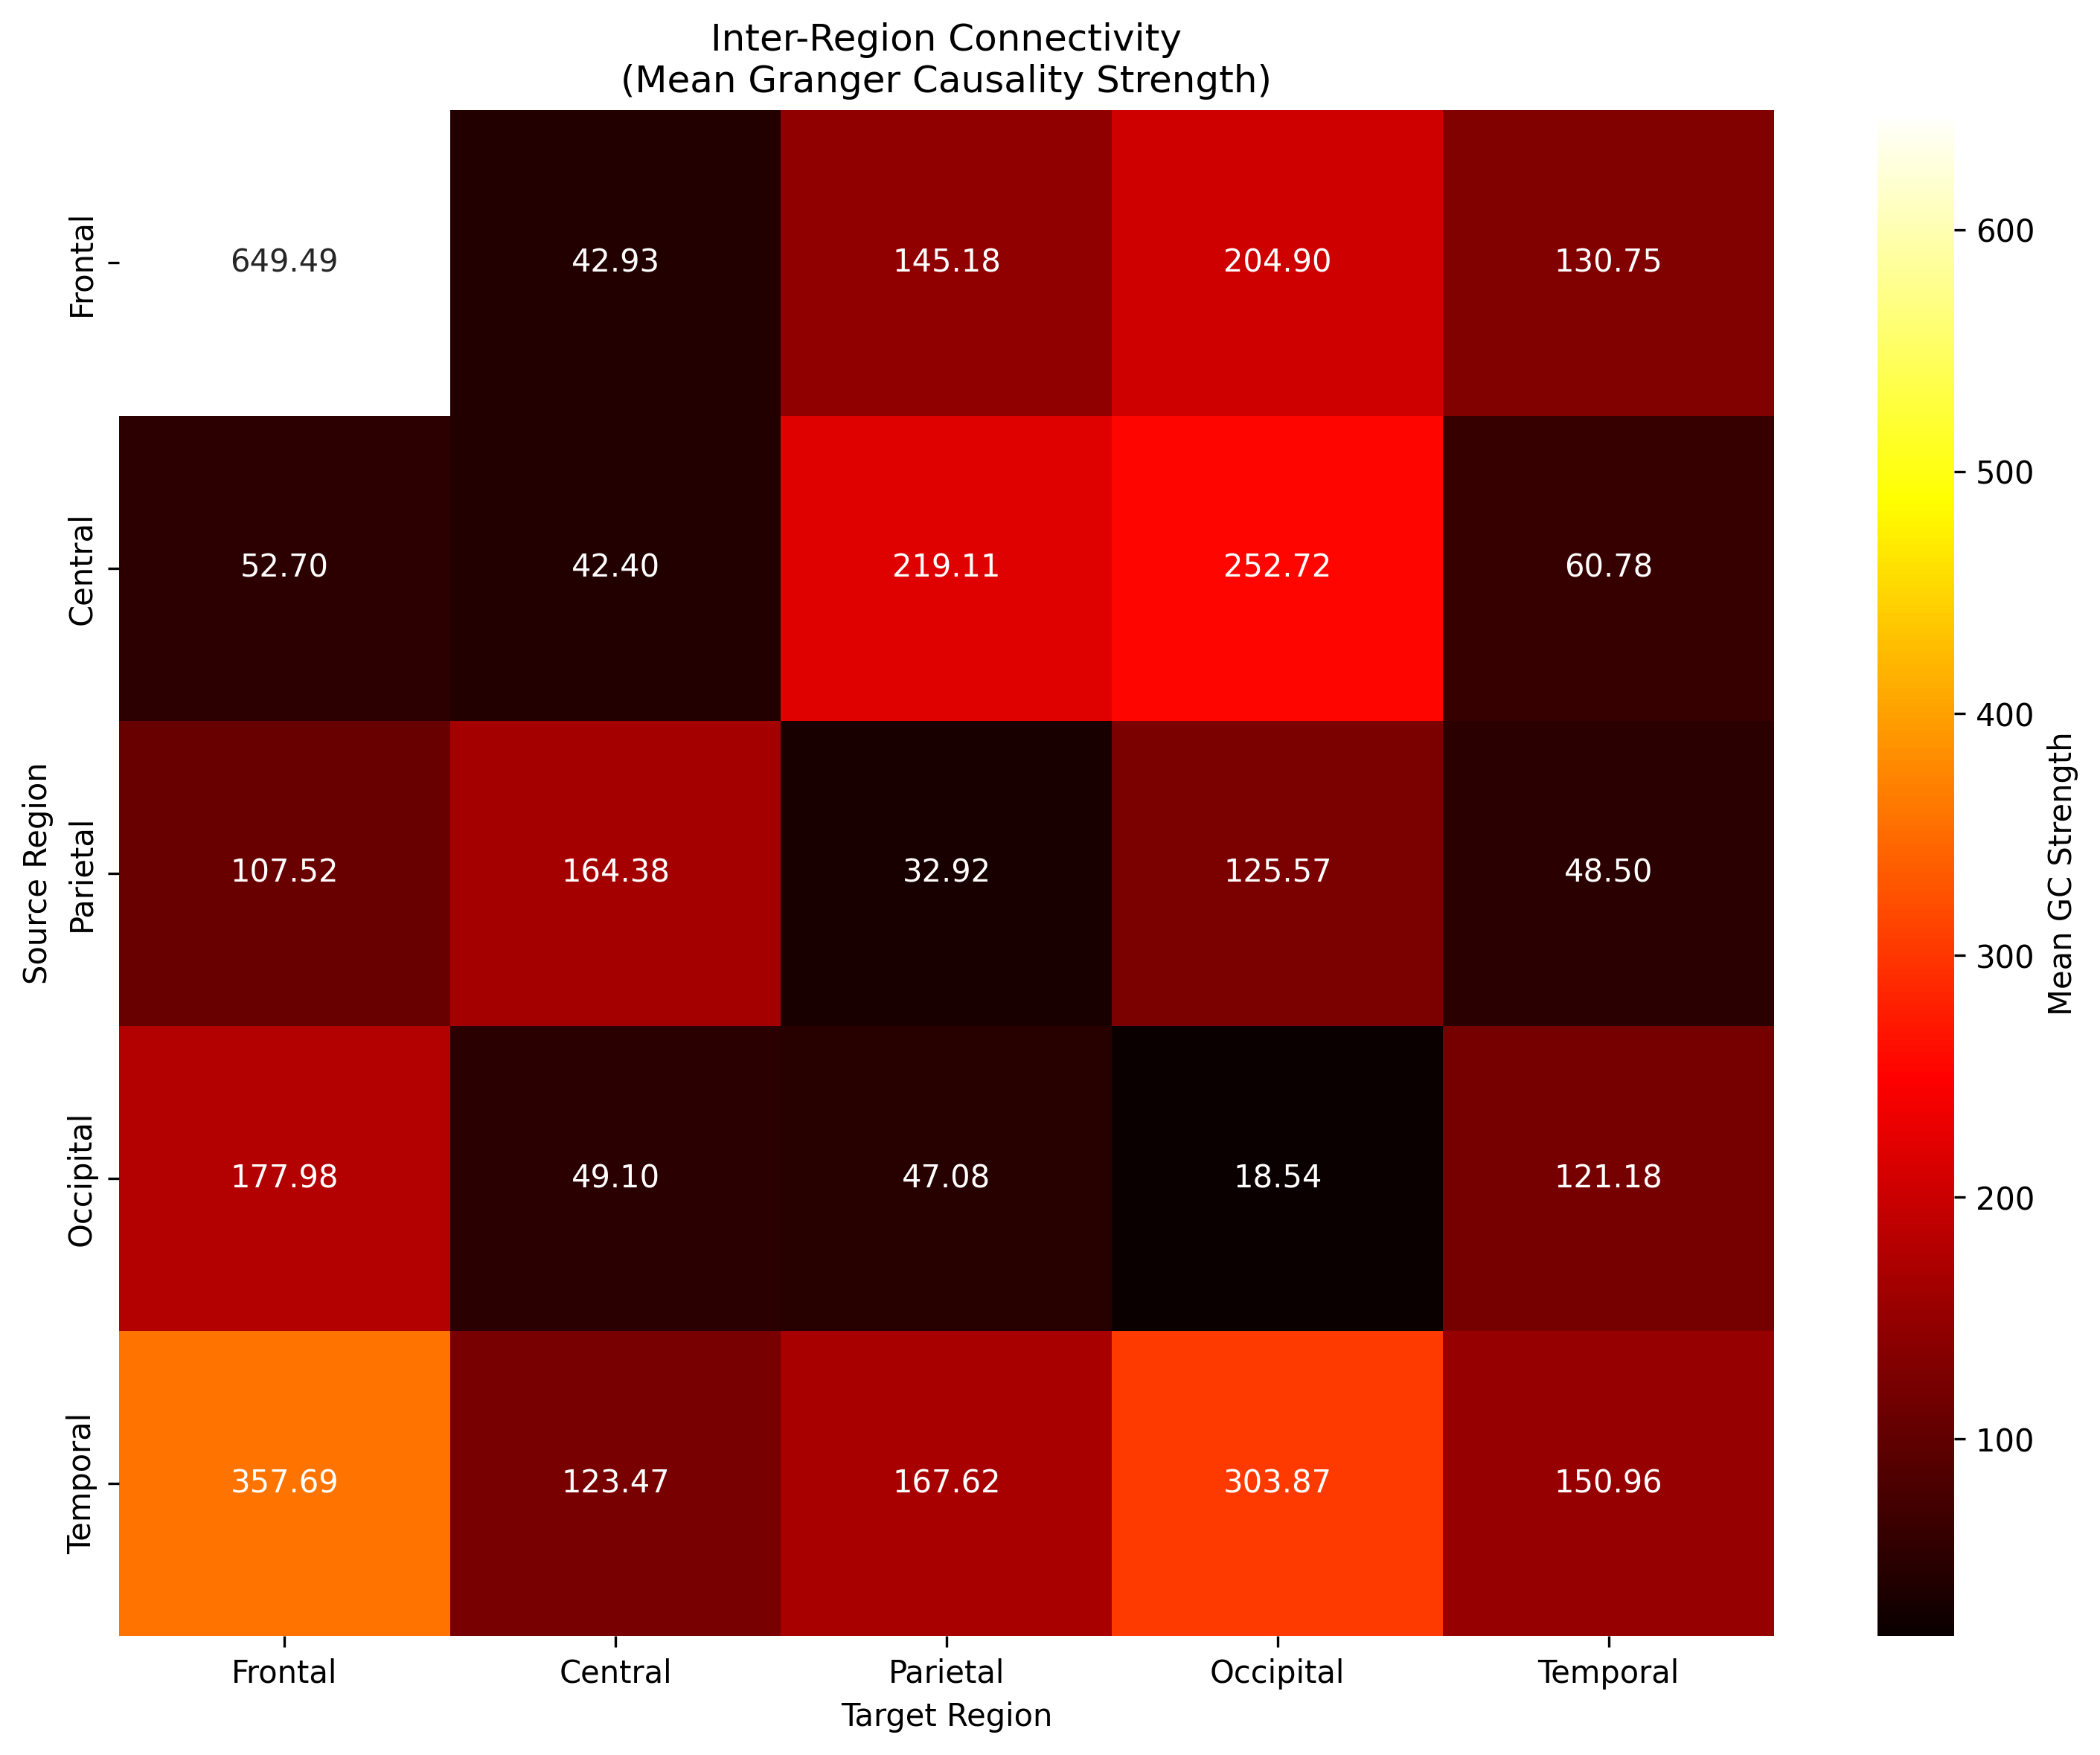 Inter-Region Connectivity
(Mean Granger Causality Strength)
Source Region
Frontal
649.49 42.93 145.18 204.90 130.75
Central
52.70 42.40 219.11 252.72 60.78
Parietal
107.52 164.38 32.92 125.57 48.50
Occipital
177.98 49.10 47.08 18.54 121.18
Temporal
357.69 123.47 167.62 303.87 150.96
Frontal Central Parietal Occipital Temporal
Target Region
600
500
400
300
200
100
Mean GC Strength